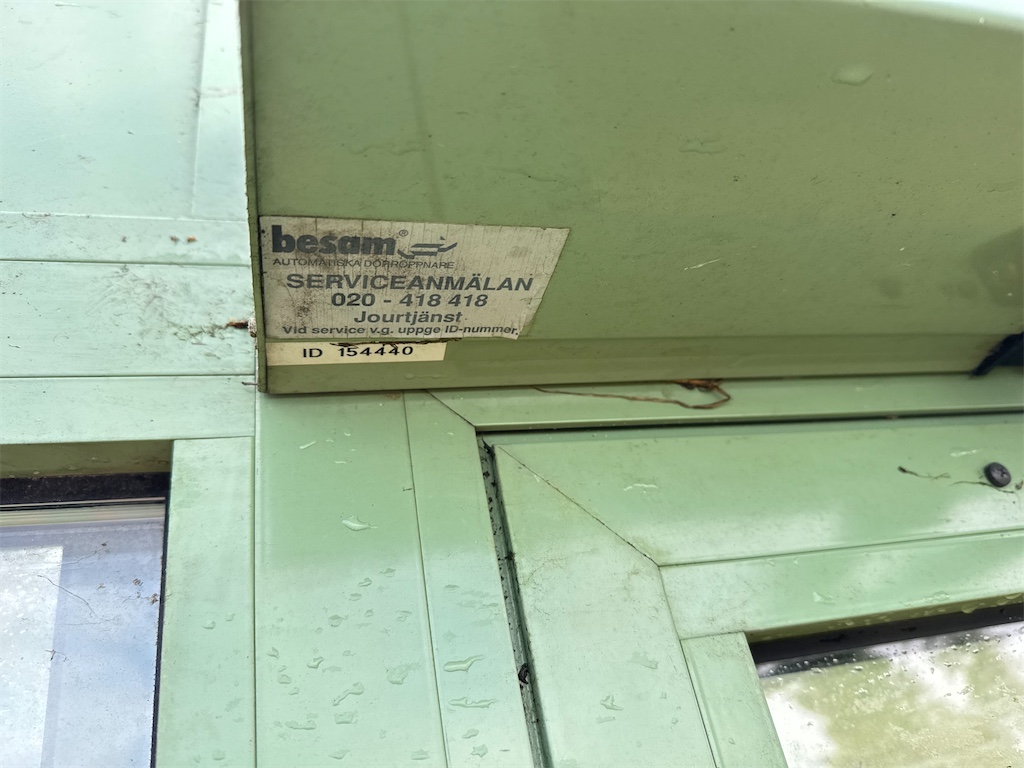 besam®
AUTOMATISKA DÖRRÖPPNARE
SERVICEANMÄLAN
020 - 418 418
Jourtjänst
Vid service v.g. uppge ID-nummer.
ID 154440